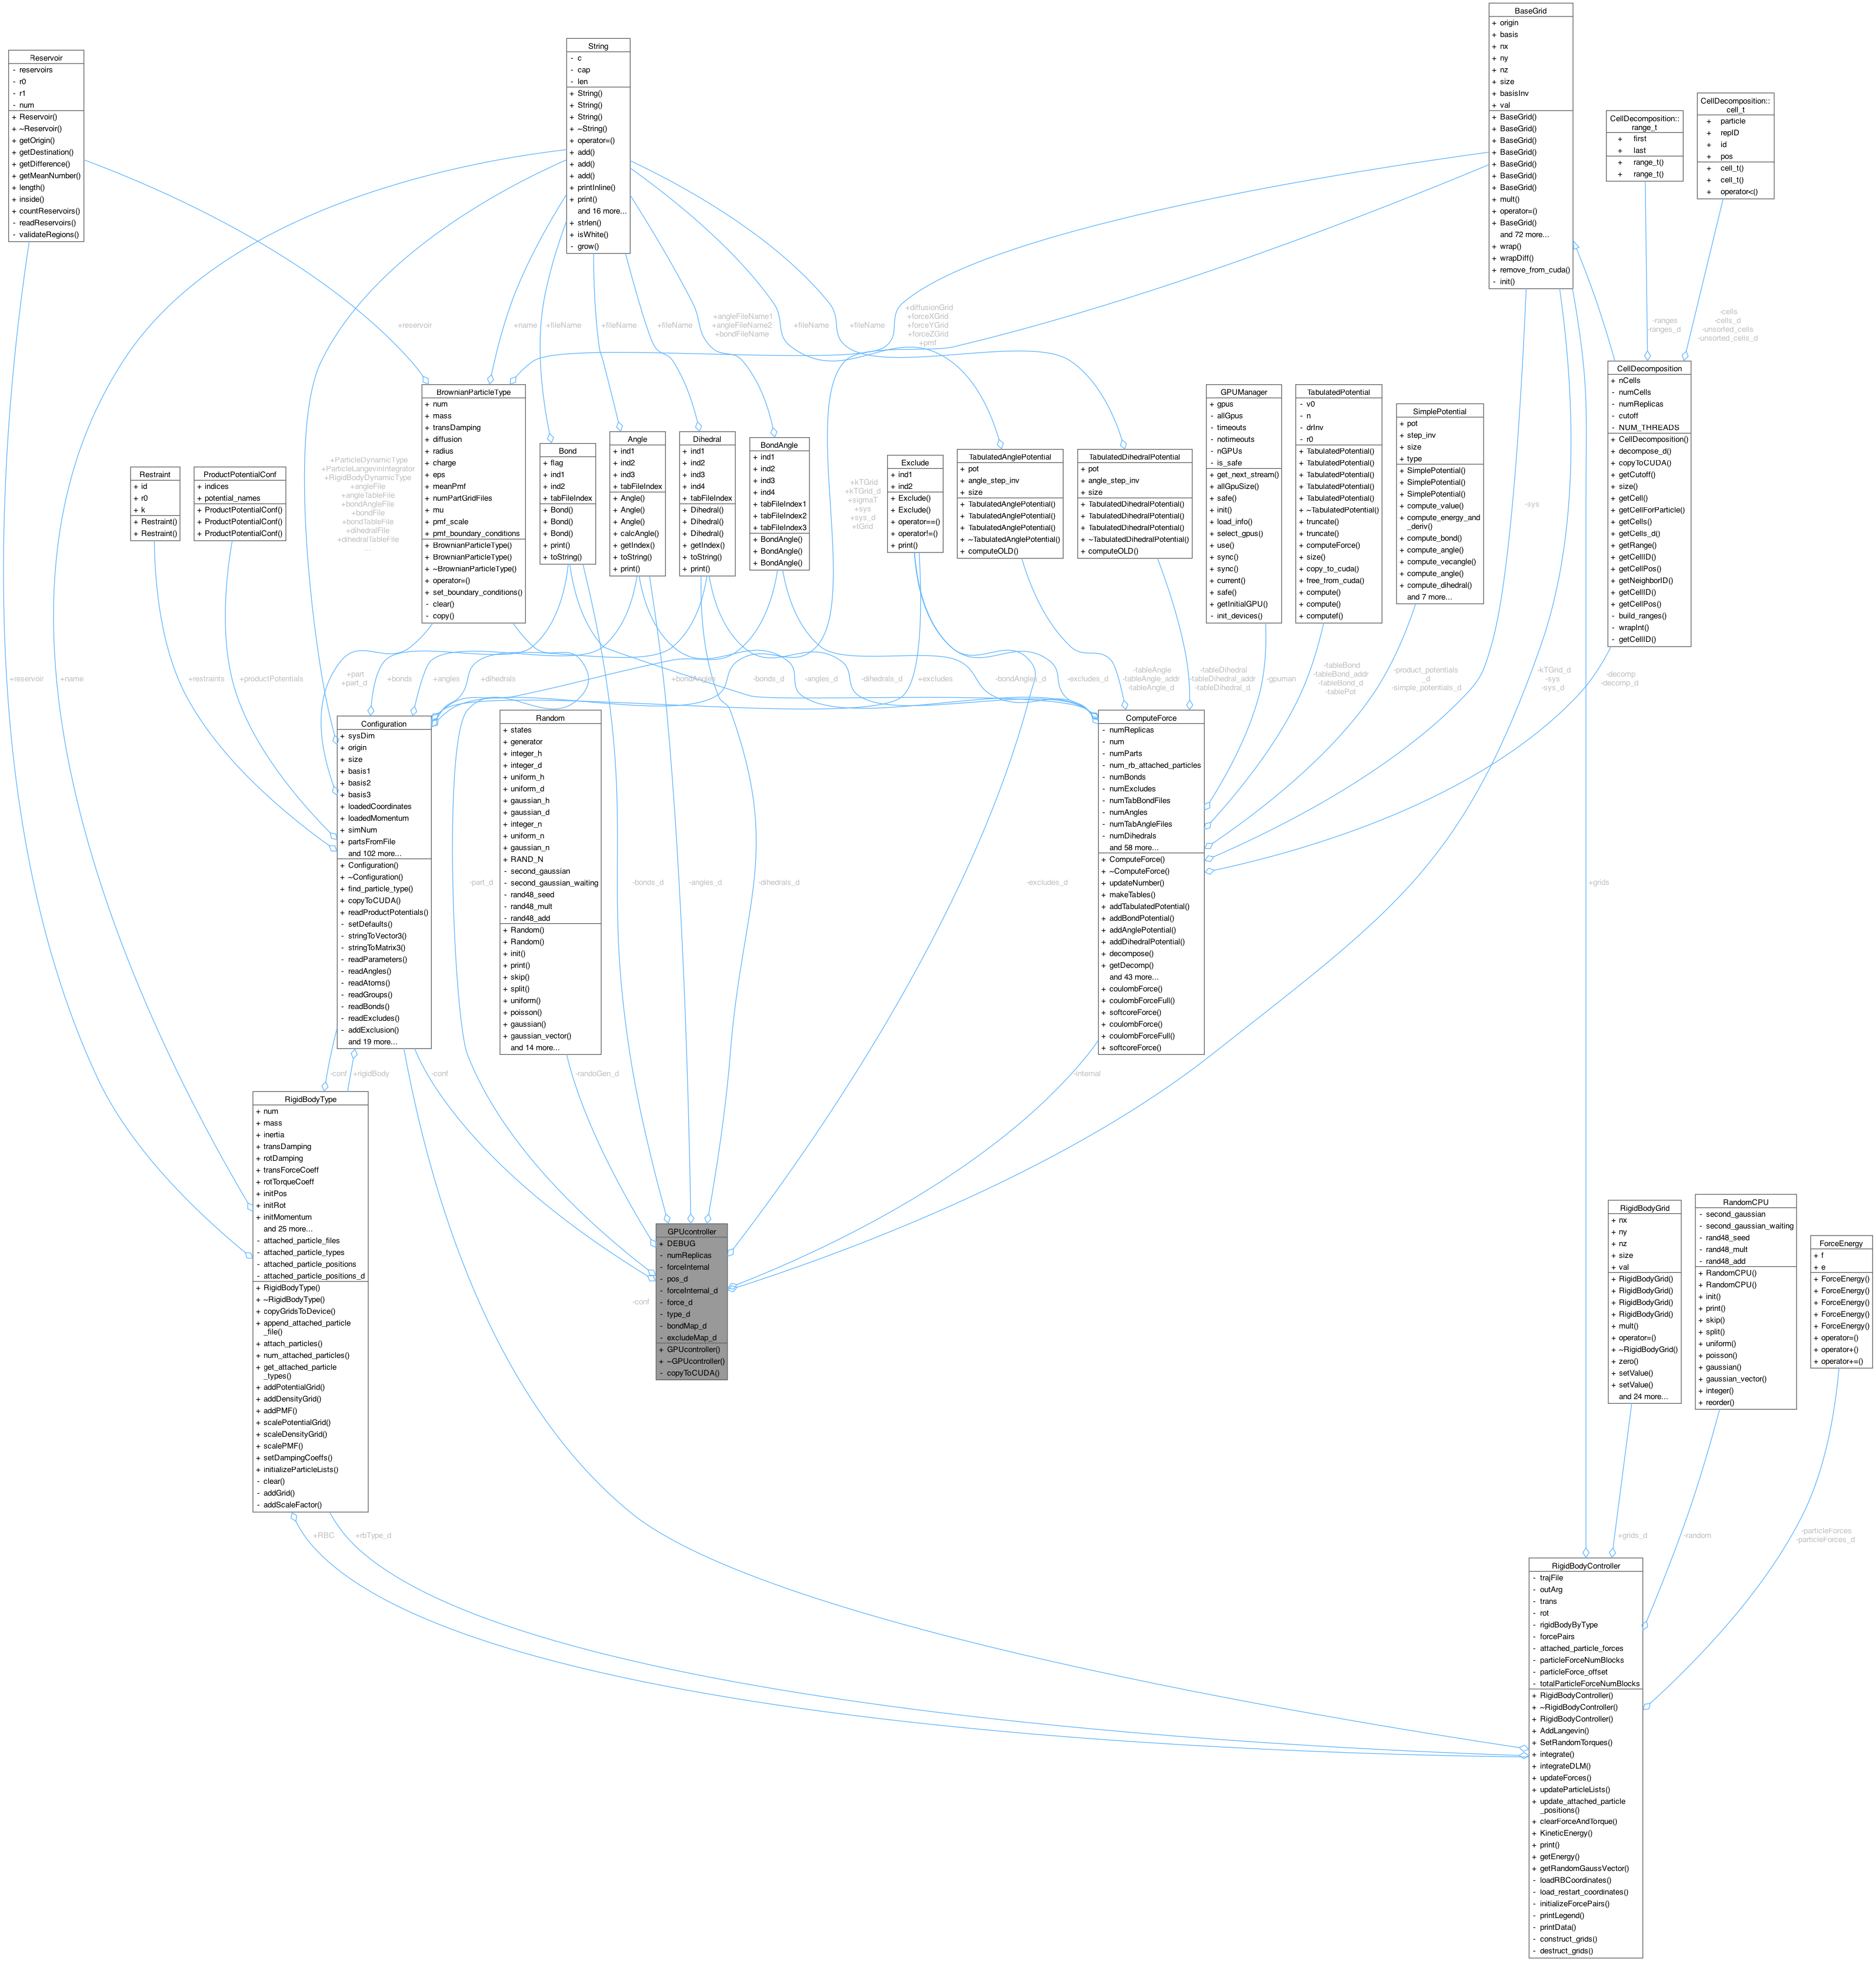 Reservoir
- reservoirs
- r0
- r1
- num
+ Reservoir()
+ ~Reservoir()
+ getOrigin()
+ getDestination()
+ getDifference()
+ getMeanNumber()
+ length()
+ inside()
+ countReservoirs()
- readReservoirs()
- validateRegions()
String
- c
- cap
- len
+ String()
+ String()
+ String()
+ ~String()
+ operator=()
+ add()
+ add()
+ add()
+ printInline()
+ print()
and 16 more...
+ strlen()
+ isWhite()
- grow()
BaseGrid
+ origin
+ basis
+ nx
+ ny
+ nz
+ size
+ basisInv
+ val
+ BaseGrid()
+ BaseGrid()
+ BaseGrid()
+ BaseGrid()
+ BaseGrid()
+ BaseGrid()
+ BaseGrid()
+ mult()
+ operator=()
+ BaseGrid()
and 72 more...
+ wrap()
+ wrapDiff()
+ remove_from_cuda()
- init()
CellDecomposition::
range_t
+ first
+ last
+ range_t()
+ range_t()
CellDecomposition::
cell_t
+ particle
+ repID
+ id
+ pos
+ cell_t()
+ cell_t()
+ operator<()
+reservoir
+name
+fileName
+fileName
+fileName
+angleFileName1
+angleFileName2
+bondFileName
+fileName
+fileName
+diffusionGrid
+forceXGrid
+forceYGrid
+forceZGrid
+pmf
-ranges
-ranges_d
-cells
-cells_d
-unsorted_cells
-unsorted_cells_d
BrownianParticleType
+ num
+ mass
+ transDamping
+ diffusion
+ radius
+ charge
+ eps
+ meanPmf
+ numPartGridFiles
+ mu
+ pmf_scale
+ pmf_boundary_conditions
+ BrownianParticleType()
+ BrownianParticleType()
+ ~BrownianParticleType()
+ operator=()
+ set_boundary_conditions()
- clear()
- copy()
Bond
+ flag
+ ind1
+ ind2
+ tabFileIndex
+ Bond()
+ Bond()
+ Bond()
+ print()
+ toString()
Angle
+ ind1
+ ind2
+ ind3
+ tabFileIndex
+ Angle()
+ Angle()
+ Angle()
+ calcAngle()
+ getIndex()
+ toString()
+ print()
Dihedral
+ ind1
+ ind2
+ ind3
+ ind4
+ tabFileIndex
+ Dihedral()
+ Dihedral()
+ Dihedral()
+ getIndex()
+ toString()
+ print()
BondAngle
+ ind1
+ ind2
+ ind3
+ ind4
+ tabFileIndex1
+ tabFileIndex2
+ tabFileIndex3
+ BondAngle()
+ BondAngle()
+ BondAngle()
Exclude
+ ind1
+ ind2
+ Exclude()
+ Exclude()
+ operator==()
+ operator!=()
+ print()
TabulatedAnglePotential
+ pot
+ angle_step_inv
+ size
+ TabulatedAnglePotential()
+ TabulatedAnglePotential()
+ TabulatedAnglePotential()
+ ~TabulatedAnglePotential()
+ computeOLD()
TabulatedDihedralPotential
+ pot
+ angle_step_inv
+ size
+ TabulatedDihedralPotential()
+ TabulatedDihedralPotential()
+ TabulatedDihedralPotential()
+ ~TabulatedDihedralPotential()
+ computeOLD()
GPUManager
+ gpus
- allGpus
- timeouts
- notimeouts
- nGPUs
- is_safe
+ get_next_stream()
+ allGpuSize()
+ safe()
+ init()
+ load_info()
+ select_gpus()
+ use()
+ sync()
+ sync()
+ current()
+ safe()
+ getInitialGPU()
- init_devices()
TabulatedPotential
- v0
- n
- drInv
- r0
+ TabulatedPotential()
+ TabulatedPotential()
+ TabulatedPotential()
+ TabulatedPotential()
+ TabulatedPotential()
+ ~TabulatedPotential()
+ truncate()
+ truncate()
+ computeForce()
+ size()
+ copy_to_cuda()
+ free_from_cuda()
+ compute()
+ compute()
+ computef()
SimplePotential
+ pot
+ step_inv
+ size
+ type
+ SimplePotential()
+ SimplePotential()
+ SimplePotential()
+ compute_value()
+ compute_energy_and
_deriv()
+ compute_bond()
+ compute_angle()
+ compute_vecangle()
+ compute_angle()
+ compute_dihedral()
and 7 more...
CellDecomposition
+ nCells
- numCells
- numReplicas
- cutoff
- NUM_THREADS
+ CellDecomposition()
+ decompose_d()
+ copyToCUDA()
+ getCutoff()
+ size()
+ getCell()
+ getCellForParticle()
+ getCells()
+ getCells_d()
+ getRange()
+ getCellID()
+ getCellPos()
+ getNeighborID()
+ getCellID()
+ getCellPos()
- build_ranges()
- wrapInt()
- getCellID()
Restraint
+ id
+ r0
+ k
+ Restraint()
+ Restraint()
ProductPotentialConf
+ indices
+ potential_names
+ ProductPotentialConf()
+ ProductPotentialConf()
+ ProductPotentialConf()
+ParticleDynamicType
+ParticleLangevinIntegrator
+RigidBodyDynamicType
+angleFile
+angleTableFile
+bondAngleFile
+bondFile
+bondTableFile
+dihedralFile
+dihedralTableFile
...
+kTGrid
+kTGrid_d
+sigmaT
+sys
+sys_d
+tGrid
-sys
+reservoir
+name
+restraints
+productPotentials
+part
+part_d
+bonds
+angles
+dihedrals
+bondAngles
-bonds_d
-angles_d
-dihedrals_d
+excludes
-bondAngles_d
-excludes_d
-tableAngle
-tableAngle_addr
-tableAngle_d
-tableDihedral
-tableDihedral_addr
-tableDihedral_d
-gpuman
-tableBond
-tableBond_addr
-tableBond_d
-tablePot
-product_potentials
_d
-simple_potentials_d
-kTGrid_d
-sys
-sys_d
-decomp
-decomp_d
Configuration
+ sysDim
+ origin
+ size
+ basis1
+ basis2
+ basis3
+ loadedCoordinates
+ loadedMomentum
+ simNum
+ partsFromFile
and 102 more...
+ Configuration()
+ ~Configuration()
+ find_particle_type()
+ copyToCUDA()
+ readProductPotentials()
- setDefaults()
- stringToVector3()
- stringToMatrix3()
- readParameters()
- readAngles()
- readAtoms()
- readGroups()
- readBonds()
- readExcludes()
- addExclusion()
and 19 more...
Random
+ states
+ generator
+ integer_h
+ integer_d
+ uniform_h
+ uniform_d
+ gaussian_h
+ gaussian_d
+ integer_n
+ uniform_n
+ gaussian_n
+ RAND_N
- second_gaussian
- second_gaussian_waiting
- rand48_seed
- rand48_mult
- rand48_add
+ Random()
+ Random()
+ init()
+ print()
+ skip()
+ split()
+ uniform()
+ poisson()
+ gaussian()
+ gaussian_vector()
and 14 more...
ComputeForce
- numReplicas
- num
- numParts
- num_rb_attached_particles
- numBonds
- numExcludes
- numTabBondFiles
- numAngles
- numTabAngleFiles
- numDihedrals
and 58 more...
+ ComputeForce()
+ ~ComputeForce()
+ updateNumber()
+ makeTables()
+ addTabulatedPotential()
+ addBondPotential()
+ addAnglePotential()
+ addDihedralPotential()
+ decompose()
+ getDecomp()
and 43 more...
+ coulombForce()
+ coulombForceFull()
+ softcoreForce()
+ coulombForce()
+ coulombForceFull()
+ softcoreForce()
-part_d
-bonds_d
-angles_d
-dihedrals_d
-excludes_d
+grids
-conf
+rigidBody
-conf
-randoGen_d
-internal
RigidBodyType
+ num
+ mass
+ inertia
+ transDamping
+ rotDamping
+ transForceCoeff
+ rotTorqueCoeff
+ initPos
+ initRot
+ initMomentum
and 25 more...
- attached_particle_files
- attached_particle_types
- attached_particle_positions
- attached_particle_positions_d
+ RigidBodyType()
+ ~RigidBodyType()
+ copyGridsToDevice()
+ append_attached_particle
_file()
+ attach_particles()
+ num_attached_particles()
+ get_attached_particle
_types()
+ addPotentialGrid()
+ addDensityGrid()
+ addPMF()
+ scalePotentialGrid()
+ scaleDensityGrid()
+ scalePMF()
+ setDampingCoeffs()
+ initializeParticleLists()
- clear()
- addGrid()
- addScaleFactor()
-conf
GPUcontroller
+ DEBUG
- numReplicas
- forceInternal
- pos_d
- forceInternal_d
- force_d
- type_d
- bondMap_d
- excludeMap_d
+ GPUcontroller()
+ ~GPUcontroller()
- copyToCUDA()
RigidBodyGrid
+ nx
+ ny
+ nz
+ size
+ val
+ RigidBodyGrid()
+ RigidBodyGrid()
+ RigidBodyGrid()
+ RigidBodyGrid()
+ mult()
+ operator=()
+ ~RigidBodyGrid()
+ zero()
+ setValue()
+ setValue()
and 24 more...
RandomCPU
- second_gaussian
- second_gaussian_waiting
- rand48_seed
- rand48_mult
- rand48_add
+ RandomCPU()
+ RandomCPU()
+ init()
+ print()
+ skip()
+ split()
+ uniform()
+ poisson()
+ gaussian()
+ gaussian_vector()
+ integer()
+ reorder()
ForceEnergy
+ f
+ e
+ ForceEnergy()
+ ForceEnergy()
+ ForceEnergy()
+ ForceEnergy()
+ ForceEnergy()
+ operator=()
+ operator+()
+ operator+=()
+RBC
+rbType_d
+grids_d
-random
-particleForces
-particleForces_d
RigidBodyController
- trajFile
- outArg
- trans
- rot
- rigidBodyByType
- forcePairs
- attached_particle_forces
- particleForceNumBlocks
- particleForce_offset
- totalParticleForceNumBlocks
+ RigidBodyController()
+ ~RigidBodyController()
+ RigidBodyController()
+ AddLangevin()
+ SetRandomTorques()
+ integrate()
+ integrateDLM()
+ updateForces()
+ updateParticleLists()
+ update_attached_particle
_positions()
+ clearForceAndTorque()
+ KineticEnergy()
+ print()
+ getEnergy()
+ getRandomGaussVector()
- loadRBCoordinates()
- load_restart_coordinates()
- initializeForcePairs()
- printLegend()
- printData()
- construct_grids()
- destruct_grids()